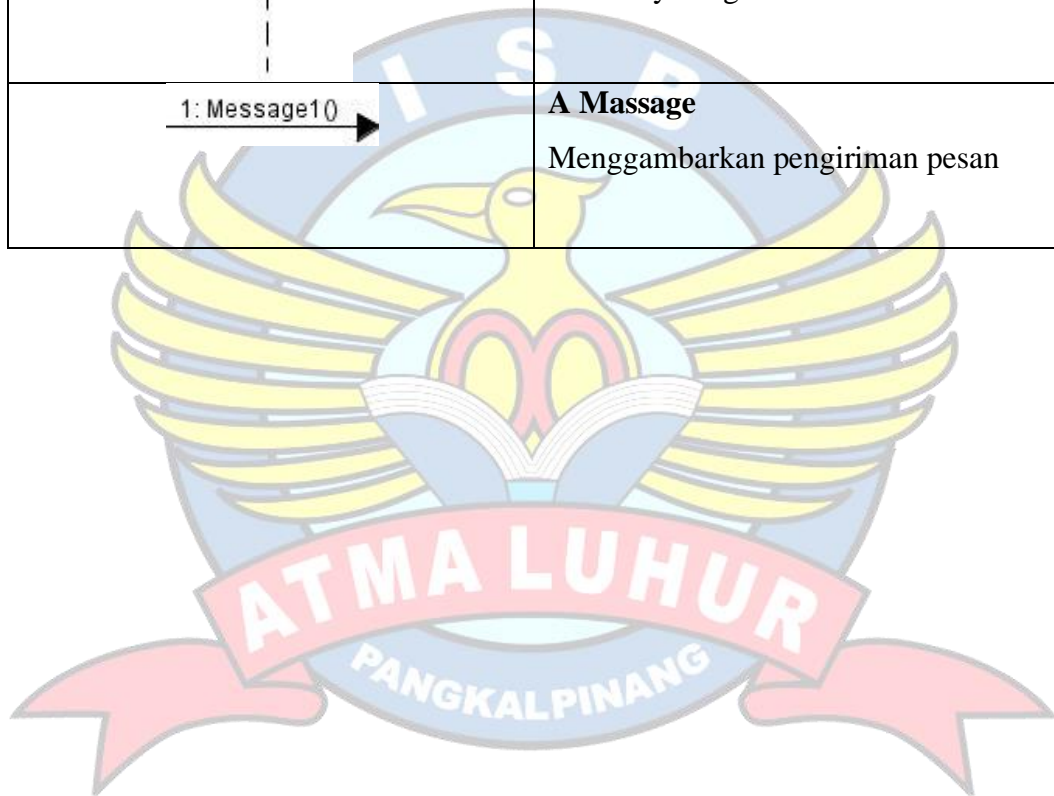 1: Message1()
A Massage
Menggambarkan pengiriman pesan
I S B
ATMA LUHUR
PANGKALPINANG